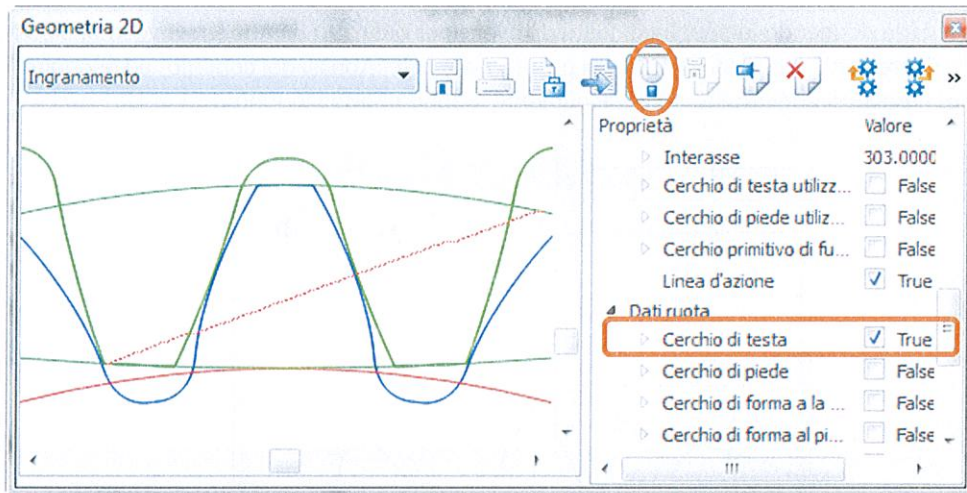 Geometria 2D
Ingranamento
»
Proprietà Valore
Interasse 303.0000
Cerchio di testa utilizz... False
Cerchio di piede utiliz... False
Cerchio primitivo di fu... False
Linea d'azione True
Dati ruota
Cerchio di testa True
Cerchio di piede False
Cerchio di forma a la ... False
Cerchio di forma al pi... False